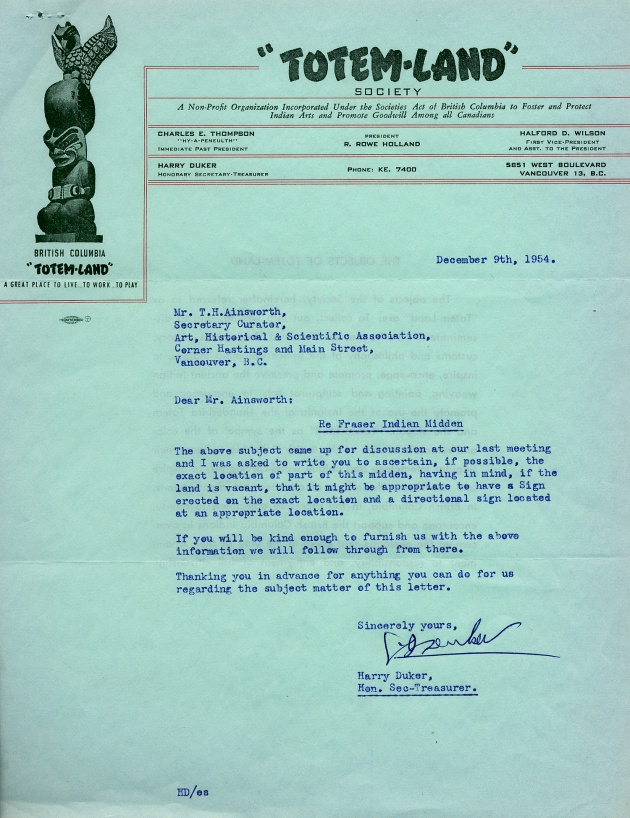 "TOTEM-LAND"
SOCIETY
A Non-Profit Organization Incorporated Under the Societies Act of British Columbia to Foster and Protect
Indian Arts and Promote Goodwill Among all Canadians
CHARLES E. THOMPSON
"HY-A-PENEULTH"
IMMEDIATE PAST PRESIDENT
PRESIDENT
R. ROWE HOLLAND
HALFORD D. WILSON
FIRST VICE-PRESIDENT
AND ASST. TO THE PRESIDENT
HARRY DUKER
HONORARY SECRETARY-TREASURER
PHONE: KE. 7400
5651 WEST BOULEVARD
VANCOUVER 13, B.C.
BRITISH COLUMBIA
"TOTEM-LAND"
A GREAT PLACE TO LIVE..TO WORK..TO PLAY
December 9th, 1954.
Mr. T.H.Ainsworth,
Secretary Curator,
Art, Historical & Scientific Association,
Corner Hastings and Main Street,
Vancouver, B.C.
Dear Mr. Ainsworth:
Re Fraser Indian Midden
The above subject came up for discussion at our last meeting
and I was asked to write you to ascertain, if possible, the
exact location of part of this midden, having in mind, if the
land is vacant, that it might be appropriate to have a Sign
erected on the exact location and a directional sign located
at an appropriate location.
If you will be kind enough to furnish us with the above
information we will follow through from there.
Thanking you in advance for anything you can do for us
regarding the subject matter of this letter.
Sincerely yours,
Harry Duker,
Hon. Sec-Treasurer.
HD/es